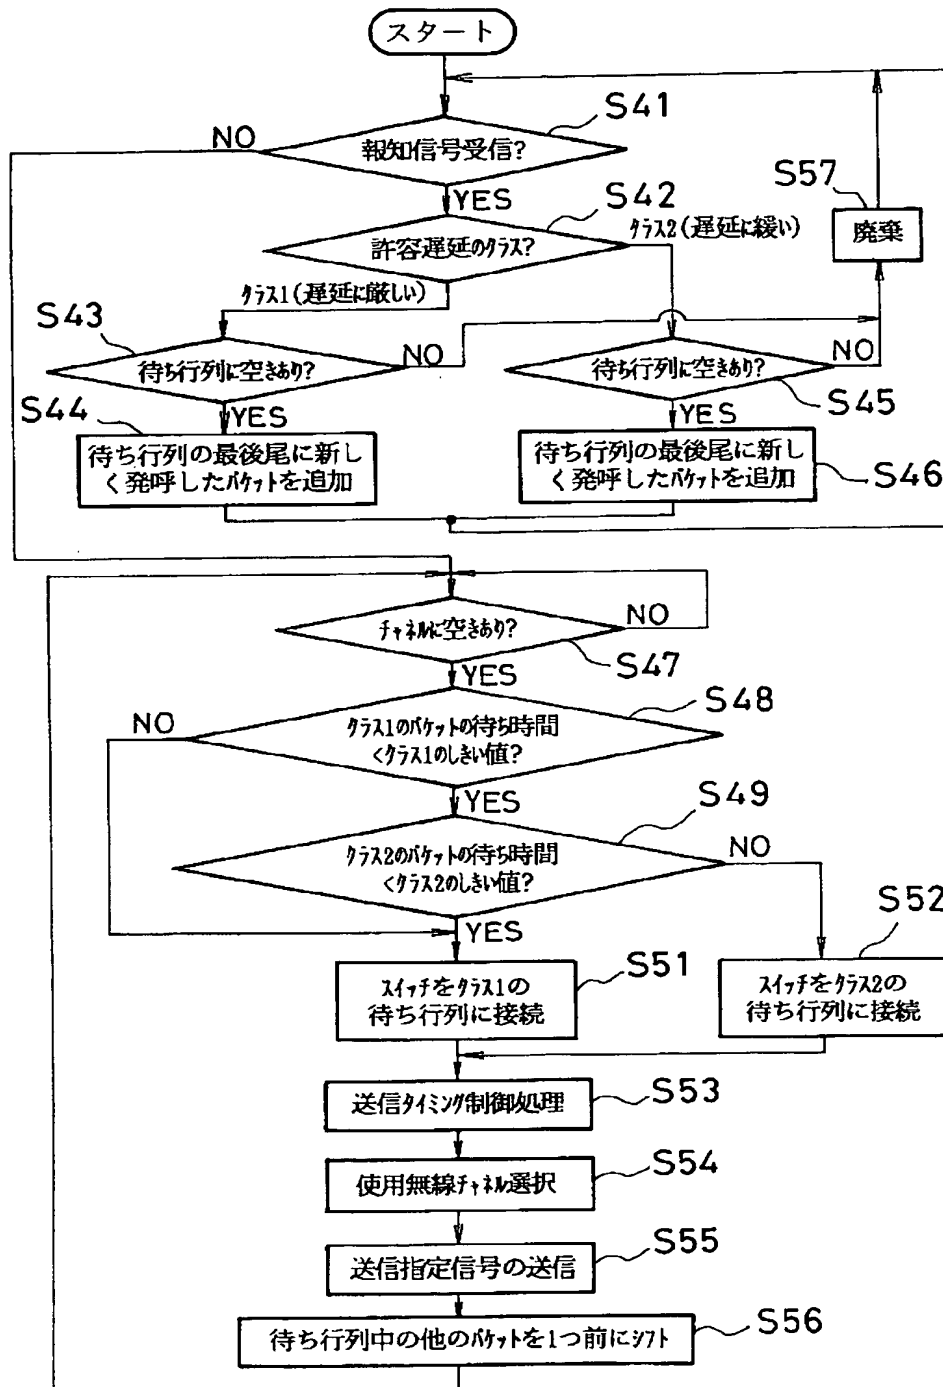 スタート
S41
NO
報知信号受信?
YES
S42
S57
クラス2(遅延に緩い)
廃棄
許容遅延のクラス?
クラス1(遅延に厳しい)
S43
待ち行列に空きあり?
NO
待ち行列に空きあり?
NO
S44
YES
YES
S45
待ち行列の最後尾に新し
く発呼したパケットを追加
待ち行列の最後尾に新し
く発呼したパケットを追加
S46
チャネルに空きあり?
NO
S47
YES
S48
NO
クラス1のパケットの待ち時間
<クラス1のしきい値?
YES
S49
クラス2のパケットの待ち時間
<クラス2のしきい値?
NO
YES
S52
S51
スイッチをクラス1の
待ち行列に接続
スイッチをクラス2の
待ち行列に接続
送信タイミング制御処理
S53
使用無線チャネル選択
S54
送信指定信号の送信
S55
待ち行列中の他のパケットを1つ前にシフト
S56